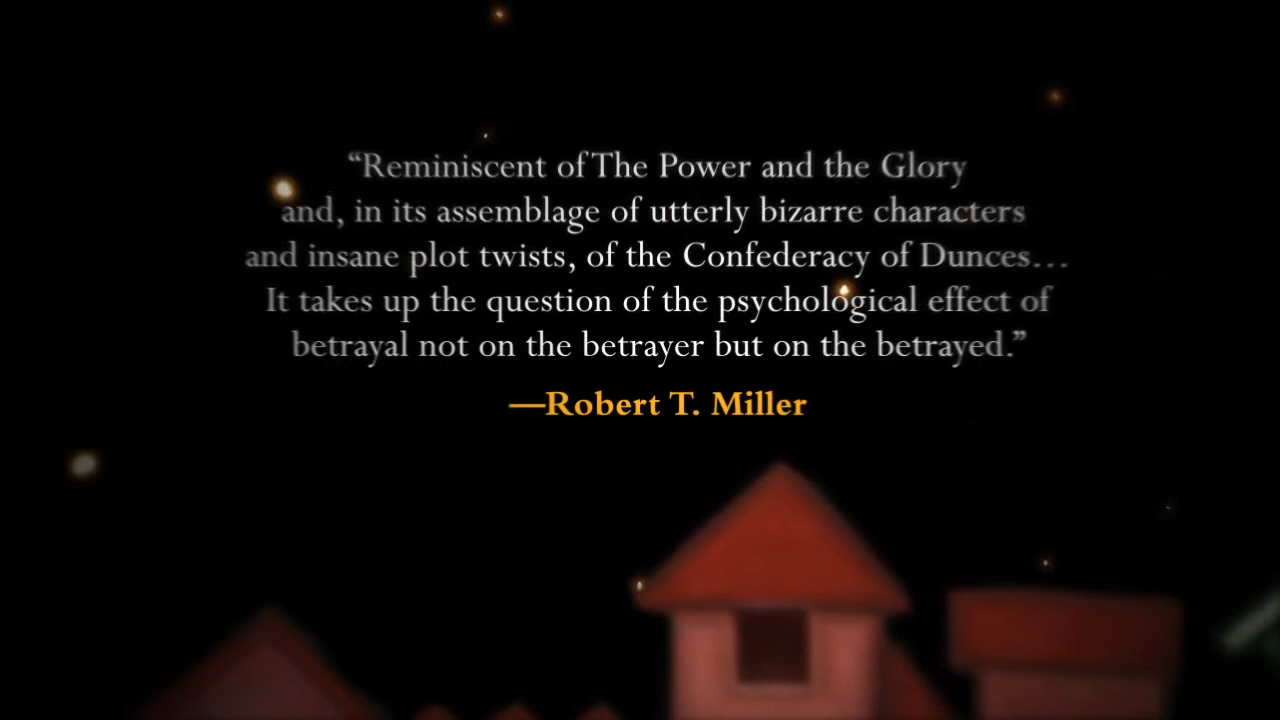 “Reminiscent of The Power and the Glory
and, in its assemblage of utterly bizarre characters
and insane plot twists, of the Confederacy of Dunces…
It takes up the question of the psychological effect of
betrayal not on the betrayer but on the betrayed.”
—Robert T. Miller